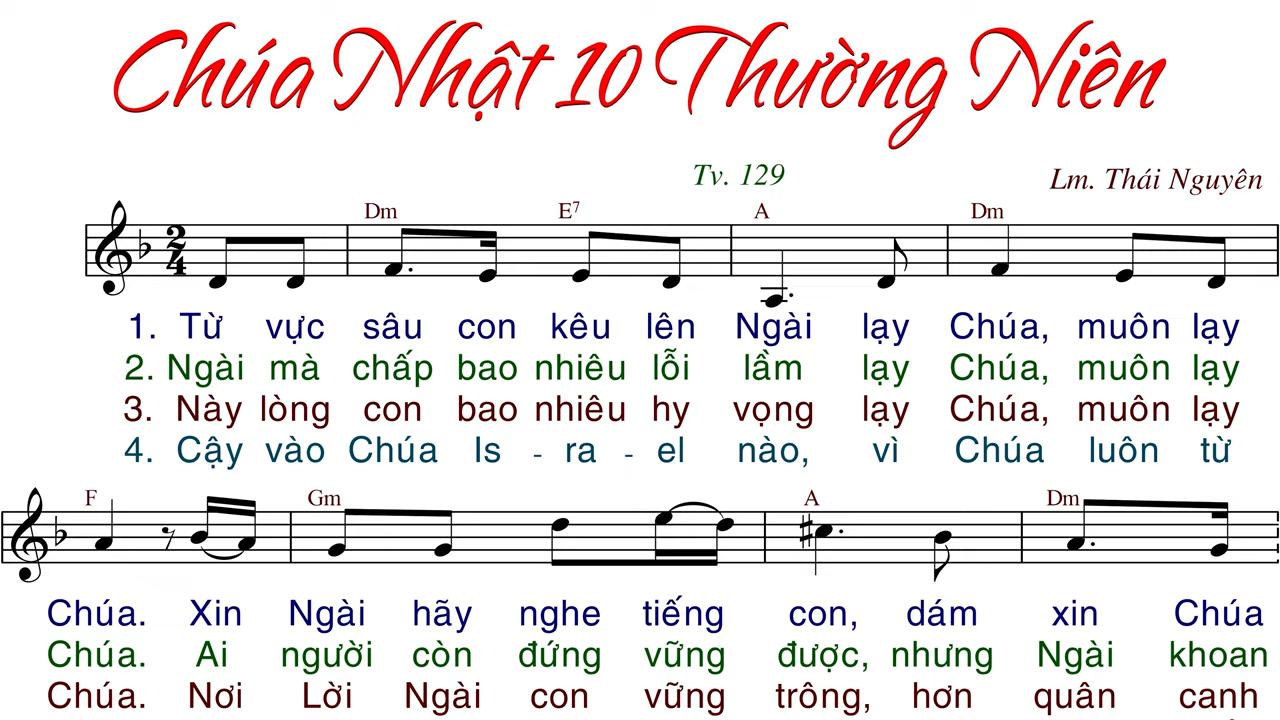 Chúa Nhật 10 Thường Niên
Tv. 129
Lm. Thái Nguyên
Dm E7 A Dm
2
4
1. Từ vực sâu con kêu lên Ngài lạy Chúa, muôn lạy
2. Ngài mà chấp bao nhiêu lỗi lầm lạy Chúa, muôn lạy
3. Này lòng con bao nhiêu hy vọng lạy Chúa, muôn lạy
4. Cậy vào Chúa Is - ra - el nào, vì Chúa luôn từ
F Gm A Dm
Chúa. Xin Ngài hãy nghe tiếng con, dám xin Chúa
Chúa. Ai người còn đứng vững được, nhưng Ngài khoan
Chúa. Nơi Lời Ngài con vững trông, hơn quân canh